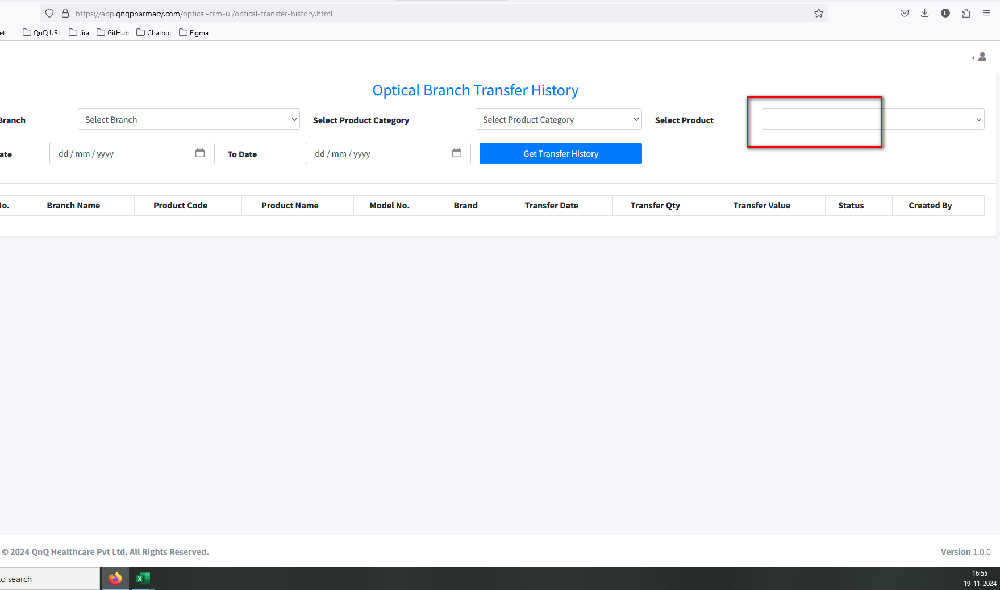 https://app.qnqpharmacy.com/optical-crm-ui/optical-transfer-history.html
et QnQ URL Jira GitHub Chatbot Figma
Optical Branch Transfer History
Branch Select Branch Select Product Category Select Product Category Select Product
ate dd / mm / yyyy To Date dd / mm / yyyy Get Transfer History
No. Branch Name Product Code Product Name Model No. Brand Transfer Date Transfer Qty Transfer Value Status Created By
© 2024 QnQ Healthcare Pvt Ltd. All Rights Reserved. Version 1.0.0
to search
16:55
19-11-2024